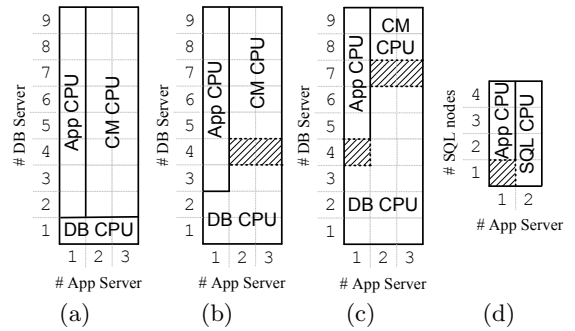 # DB Server
9
8
7
6
5
4
3
2
1
App CPU
CM CPU
DB CPU
1 2 3
# App Server
(a)
# DB Server
9
8
7
6
5
4
3
2
1
App CPU
CM CPU
DB CPU
1 2 3
# App Server
(b)
# DB Server
9
8
7
6
5
4
3
2
1
App CPU
CM
CPU
DB CPU
1 2 3
# App Server
(c)
# SQL nodes
4
3
2
1
App CPU
SQL CPU
1 2
# App Server
(d)